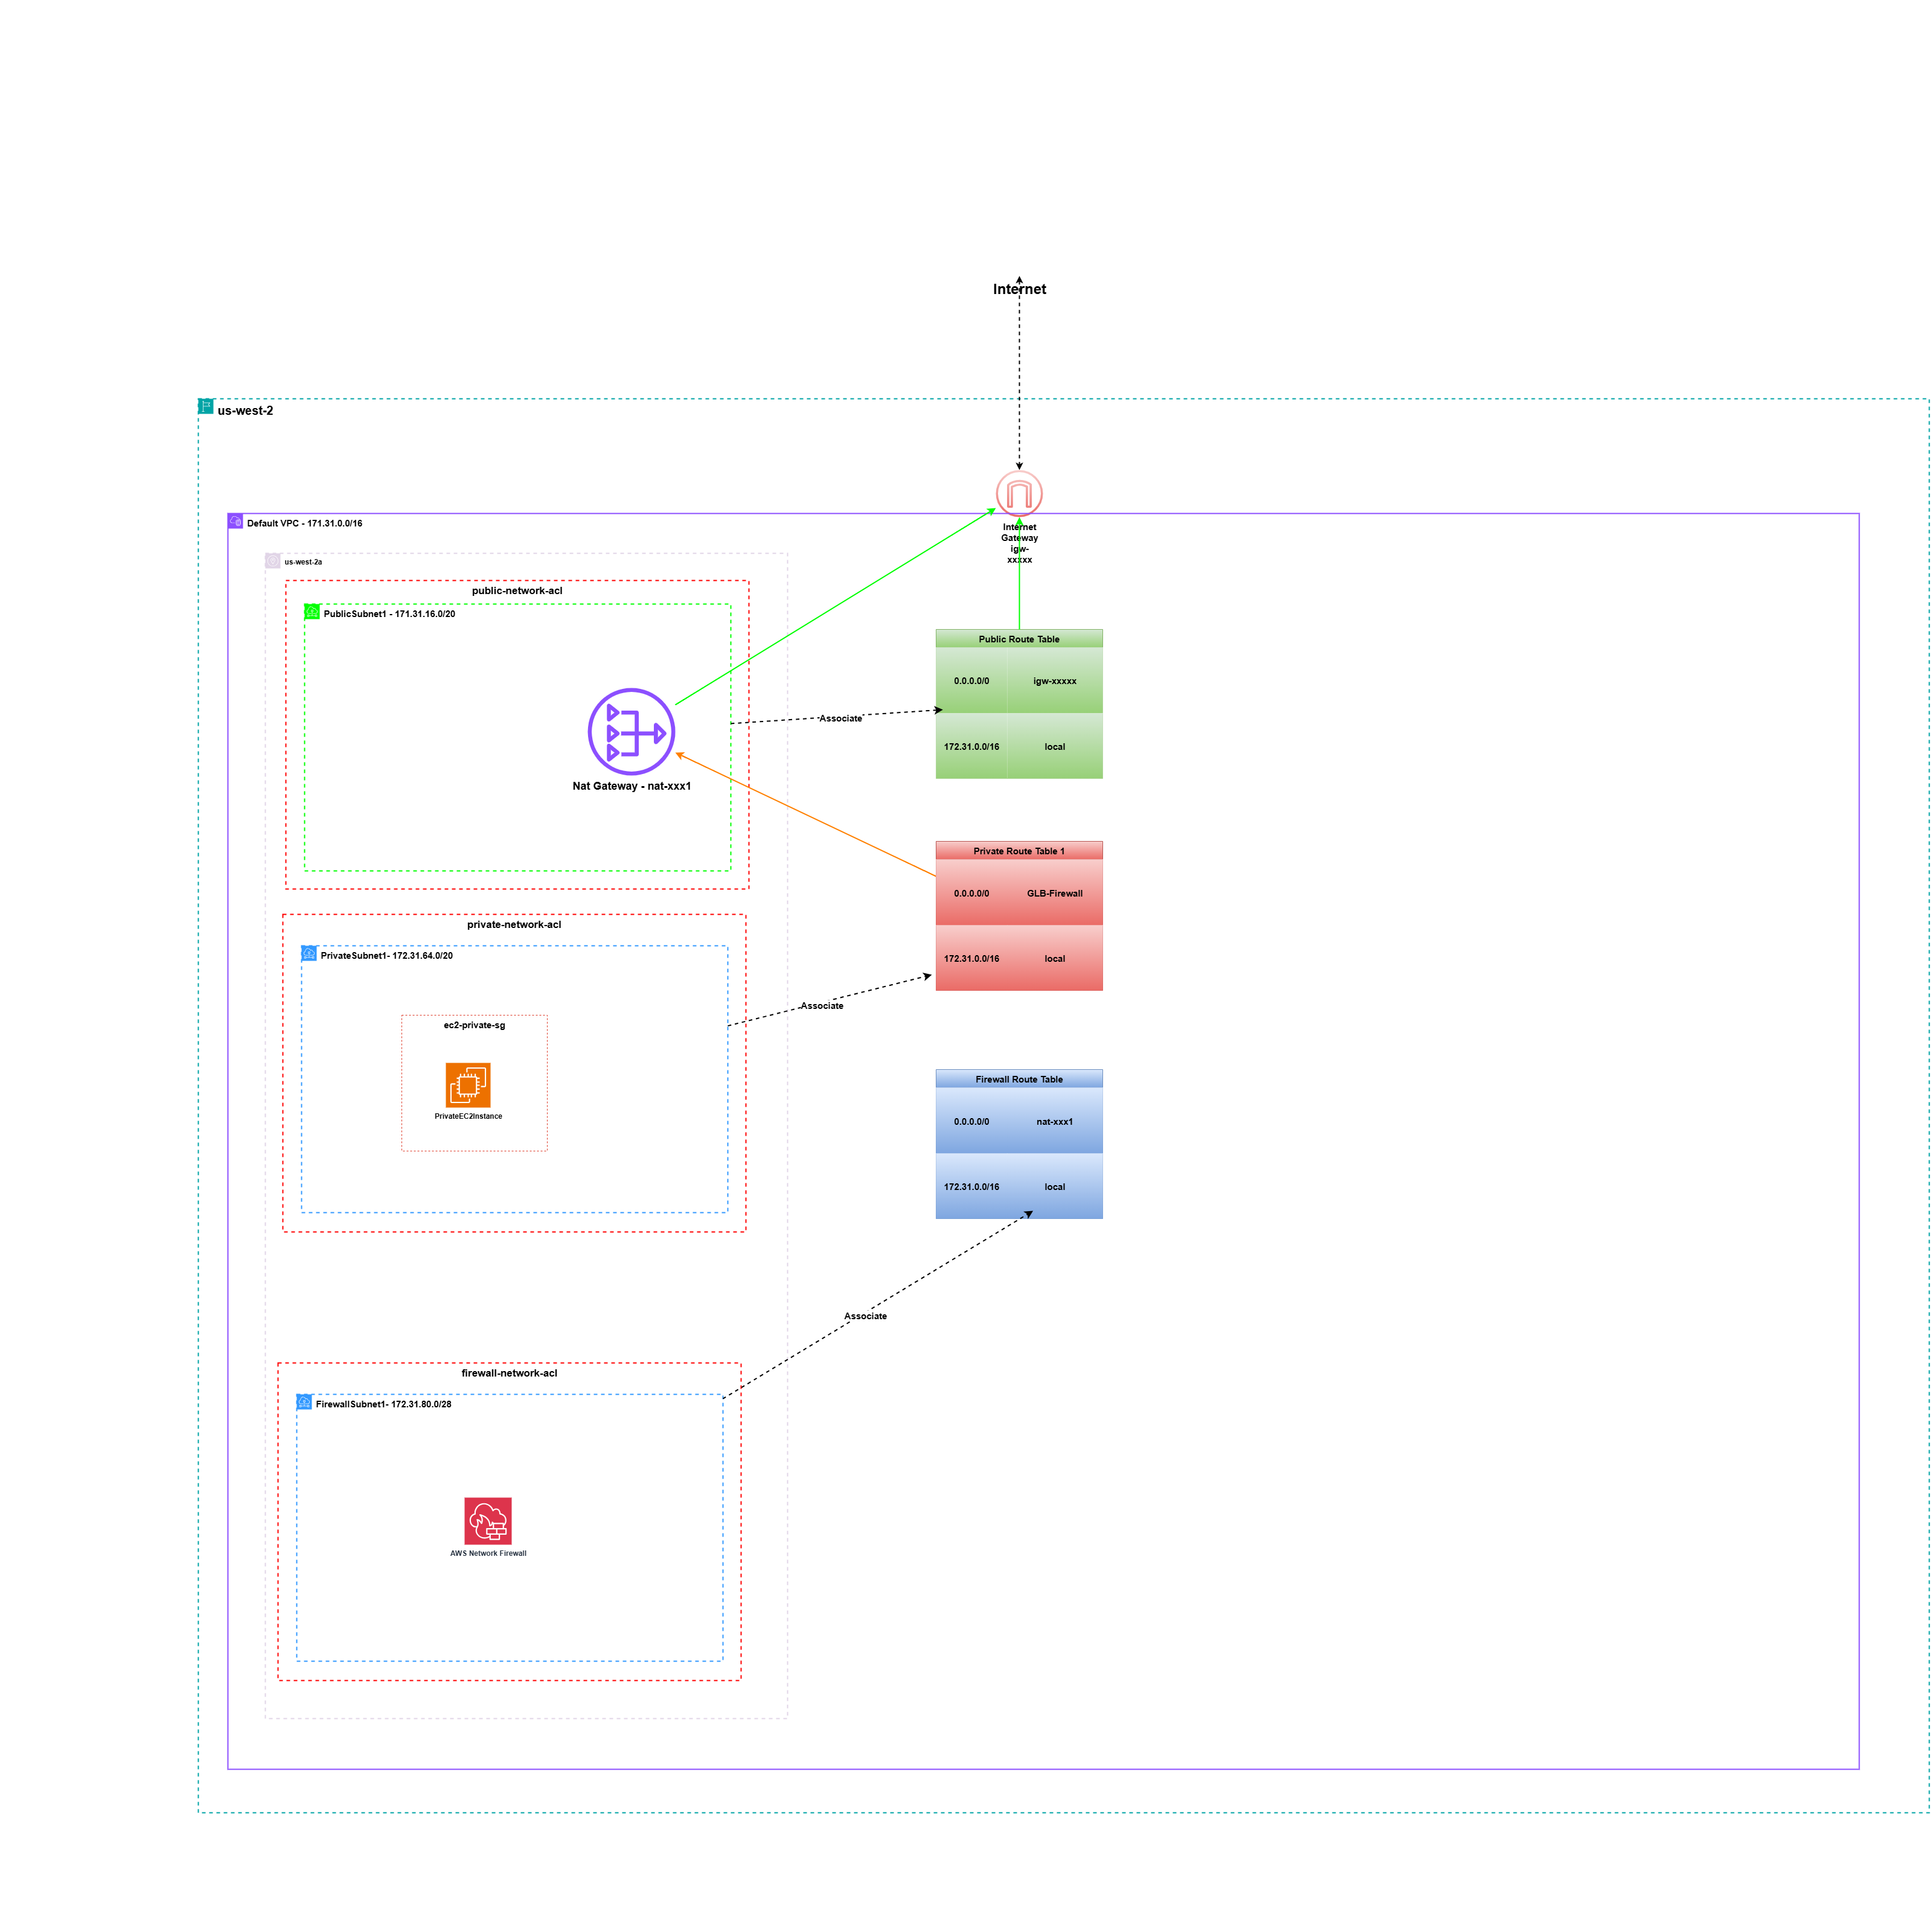 Internet
us-west-2
Default VPC - 171.31.0.0/16
Internet
Gateway
igw-
xxxxx
us-west-2a
public-network-acl
PublicSubnet1 - 171.31.16.0/20
Nat Gateway - nat-xxx1
Associate
Public Route Table
0.0.0.0/0 igw-xxxxx
172.31.0.0/16 local
Private Route Table 1
0.0.0.0/0 GLB-Firewall
172.31.0.0/16 local
private-network-acl
PrivateSubnet1- 172.31.64.0/20
Associate
ec2-private-sg
PrivateEC2Instance
Firewall Route Table
0.0.0.0/0 nat-xxx1
172.31.0.0/16 local
Associate
firewall-network-acl
FirewallSubnet1- 172.31.80.0/28
AWS Network Firewall